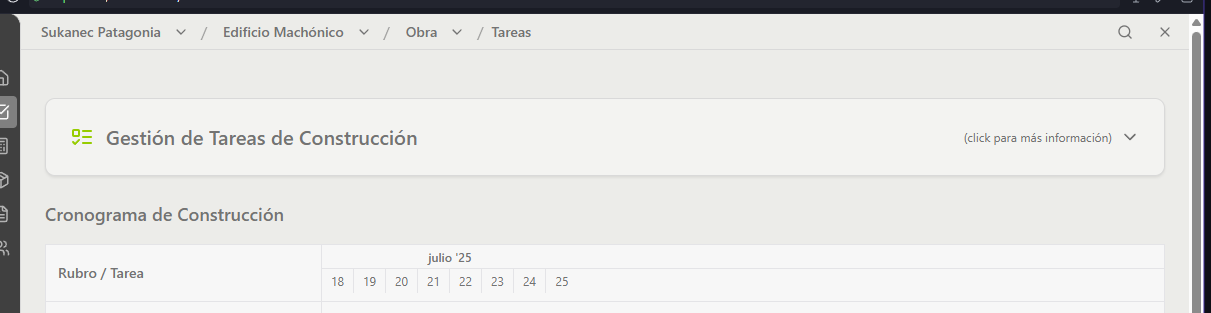 Sukanec Patagonia / Edificio Machónico / Obra / Tareas
Gestión de Tareas de Construcción (click para más información)
Cronograma de Construcción
julio '25
Rubro / Tarea
18 19 20 21 22 23 24 25